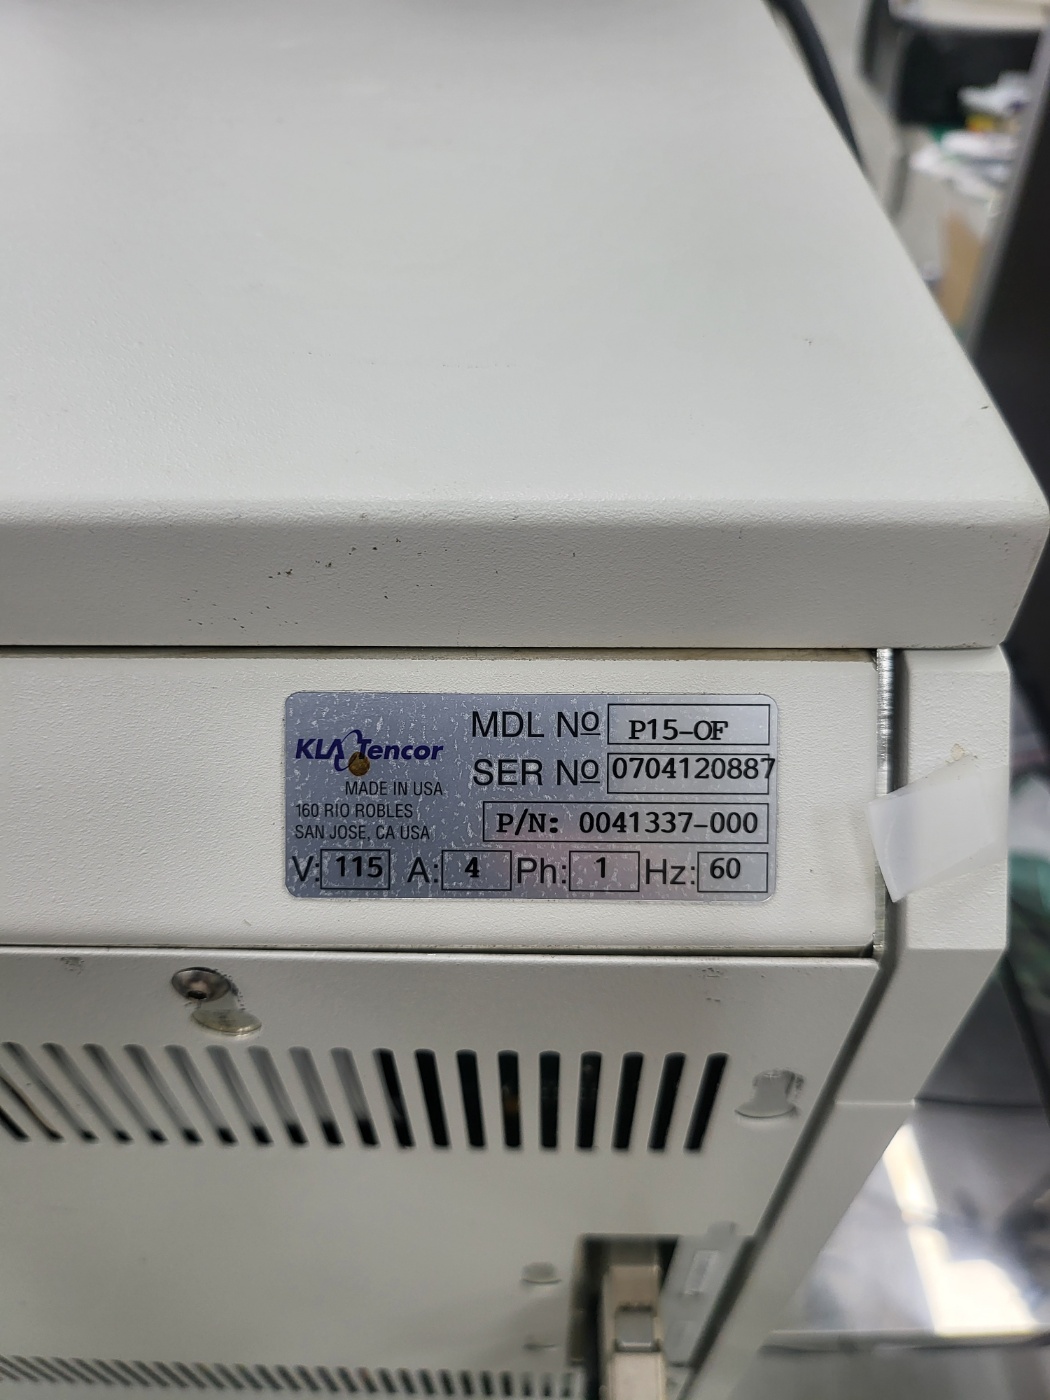 KLA Tencor
MADE IN USA
160 RIO ROBLES
SAN JOSE, CA USA
MDL Nº P15-OF
SER Nº 0704120887
P/N: 0041337-000
V: 115 A: 4 Ph: 1 Hz: 60